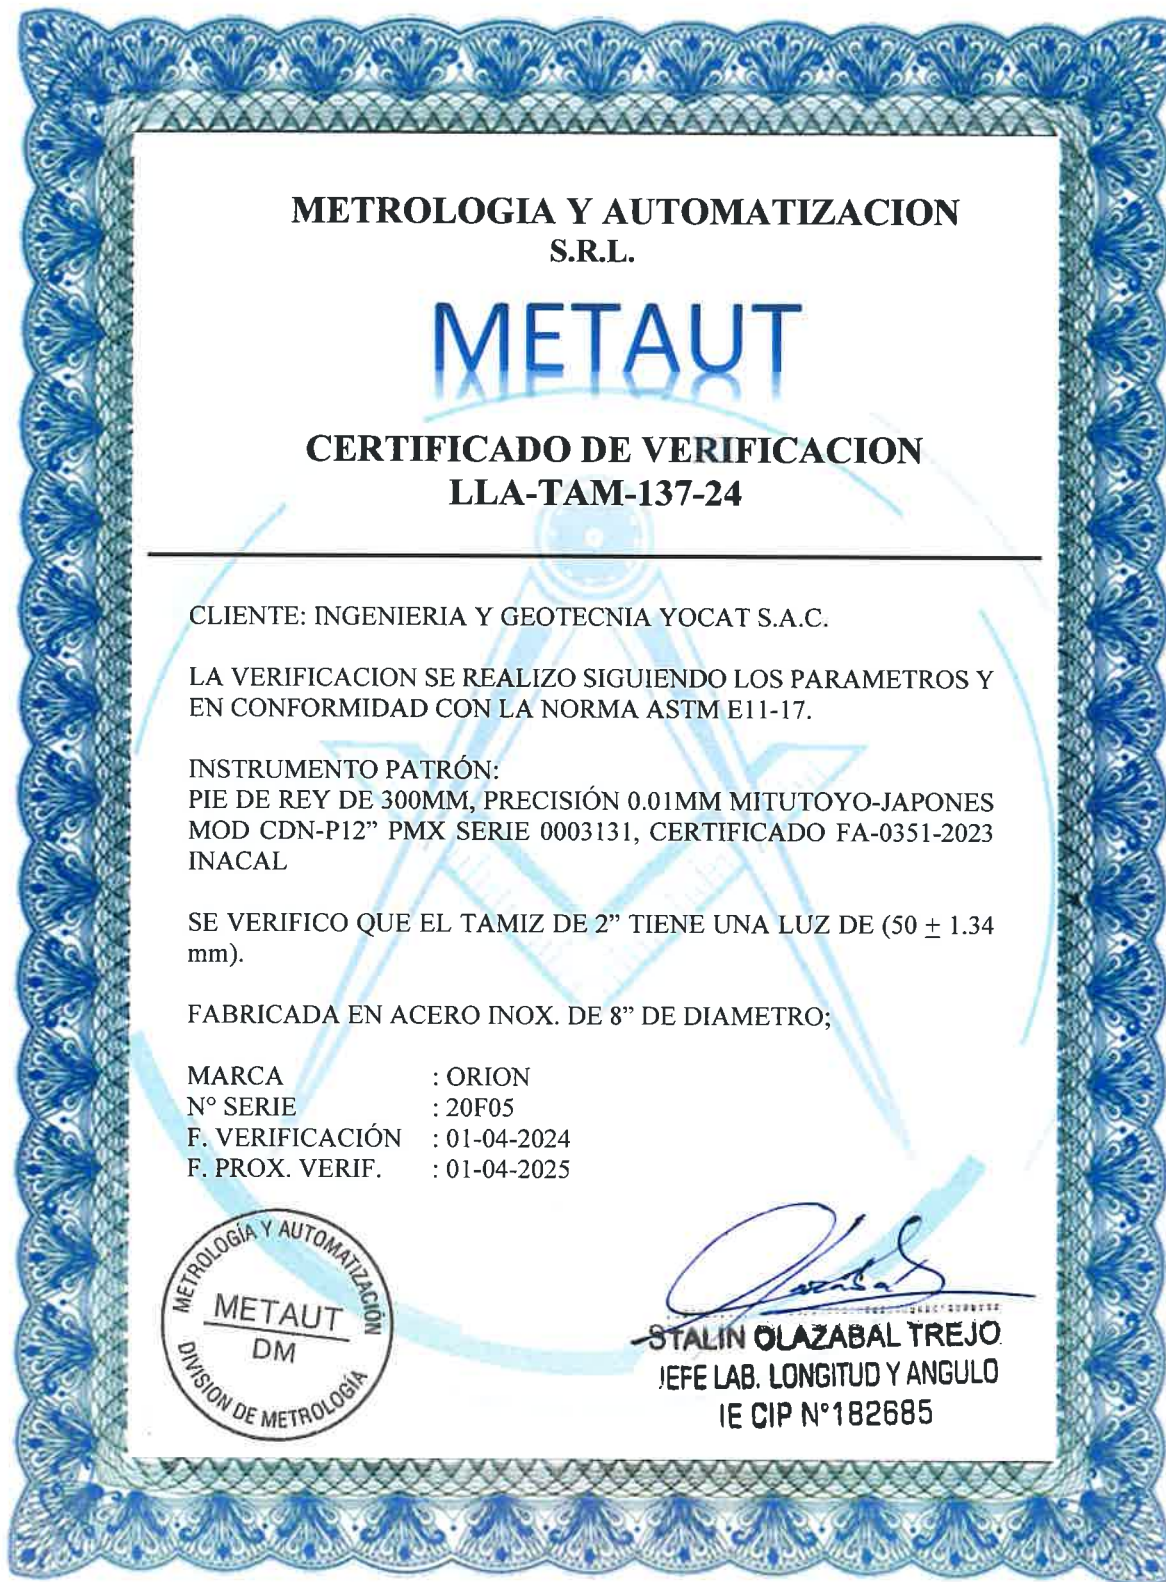 METROLOGIA Y AUTOMATIZACION
S.R.L.
METAUT
CERTIFICADO DE VERIFICACION
LLA-TAM-137-24
CLIENTE: INGENIERIA Y GEOTECNIA YOCAT S.A.C.
LA VERIFICACION SE REALIZO SIGUIENDO LOS PARAMETROS Y
EN CONFORMIDAD CON LA NORMA ASTM E11-17.
INSTRUMENTO PATRÓN:
PIE DE REY DE 300MM, PRECISIÓN 0.01MM MITUTOYO-JAPONES
MOD CDN-P12” PMX SERIE 0003131, CERTIFICADO FA-0351-2023
INACAL
SE VERIFICO QUE EL TAMIZ DE 2” TIENE UNA LUZ DE (50 ± 1.34
mm).
FABRICADA EN ACERO INOX. DE 8” DE DIAMETRO;
MARCA : ORION
N° SERIE : 20F05
F. VERIFICACIÓN : 01-04-2024
F. PROX. VERIF. : 01-04-2025
METROLOGÍA Y AUTOMATIZACIÓN
METAUT
DM
DIVISION DE METROLOGÍA
STALIN OLAZABAL TREJO
JEFE LAB. LONGITUD Y ANGULO
IE CIP N°182685